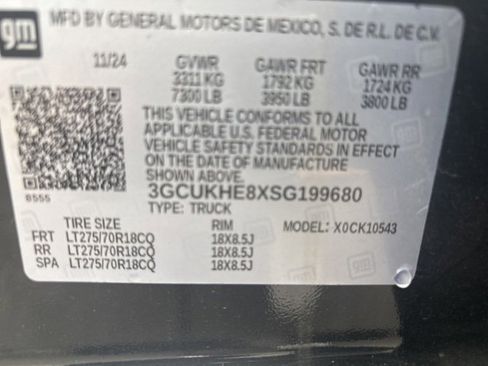 gm MFD BY GENERAL MOTORS DE MEXICO, S. DE R.L. DE C.V.
11/24 GVWR GAWR FRT GAWR RR
3311 KG 1792 KG 1724 KG
7300 LB 3950 LB 3800 LB
THIS VEHICLE CONFORMS TO ALL
APPLICABLE U.S. FEDERAL MOTOR
VEHICLE SAFETY STANDARDS IN EFFECT
ON THE DATE OF MANUFACTURE SHOWN ABOVE.
8555 3GCUKHE8XSG199680
TYPE: TRUCK MODEL: X0CK10543
TIRE SIZE RIM
FRT LT275/70R18CQ 18X8.5J
RR LT275/70R18CQ 18X8.5J
SPA LT275/70R18CQ 18X8.5J
gm